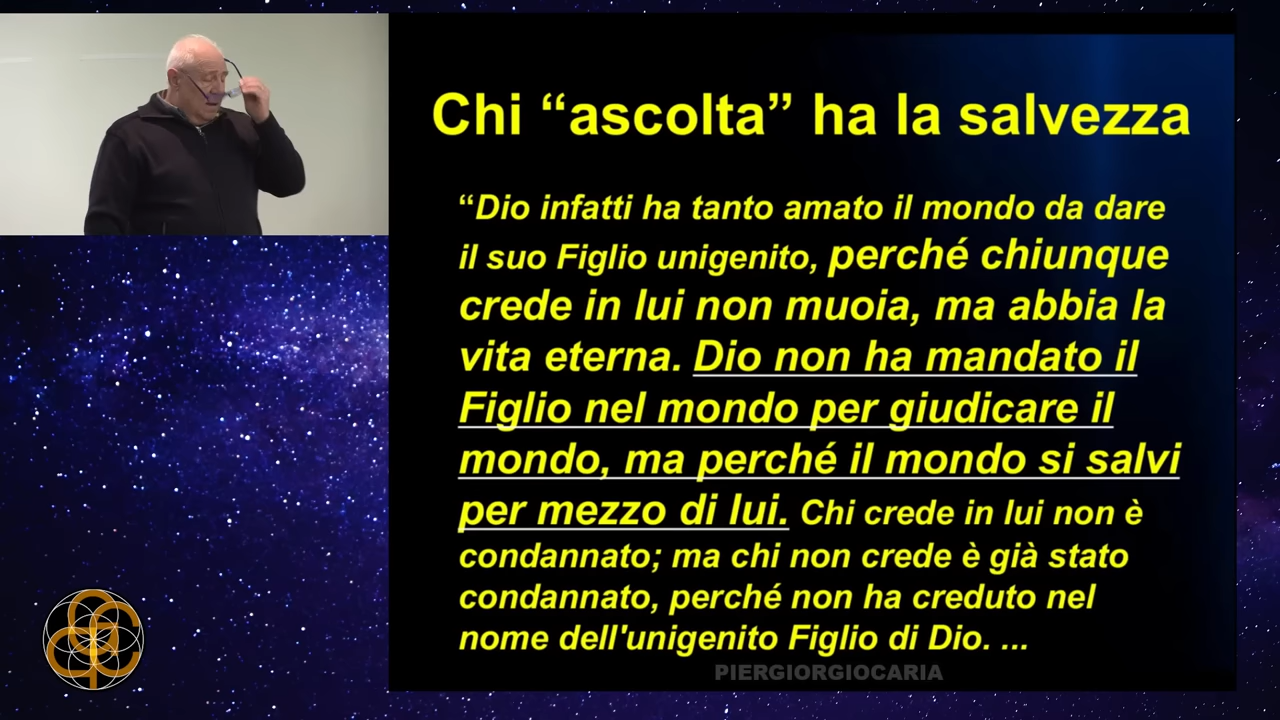 Chi “ascolta” ha la salvezza
“Dio infatti ha tanto amato il mondo da dare
il suo Figlio unigenito, perché chiunque
crede in lui non muoia, ma abbia la
vita eterna. Dio non ha mandato il
Figlio nel mondo per giudicare il
mondo, ma perché il mondo si salvi
per mezzo di lui. Chi crede in lui non è
condannato; ma chi non crede è già stato
condannato, perché non ha creduto nel
nome dell'unigenito Figlio di Dio. ...
PIERGIORGIOCARIA